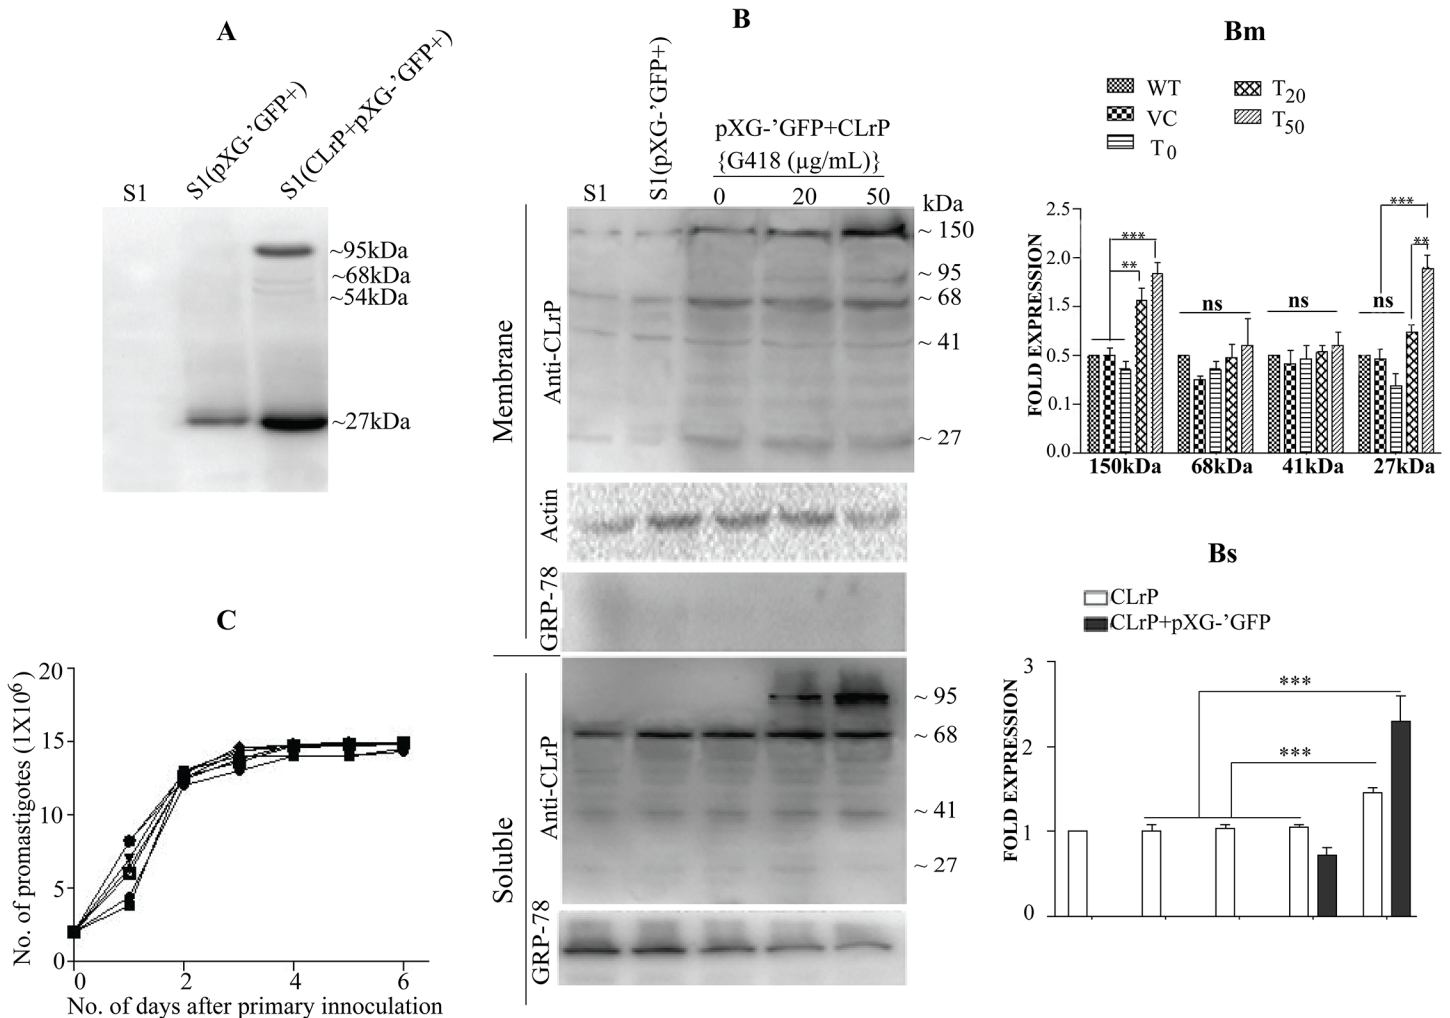 A
S1
S1(pXG-’GFP+)
S1(CLrP+pXG-’GFP+)
~95kDa
~68kDa
~54kDa
~27kDa
B
S1
S1(pXG-’GFP+)
pXG-’GFP+CLrP
{G418 (µg/mL)}
0 20 50
kDa
Membrane
Anti-CLrP
~ 150
~ 95
~ 68
~ 41
~ 27
Actin
GRP-78
Soluble
Anti-CLrP
~ 95
~ 68
~ 41
~ 27
GRP-78
Bm
WT
VC
T0
T20
T50
FOLD EXPRESSION
2.5
2.0
1.5
0.5
0.1
0.0
***
**
ns
ns
ns
***
**
150kDa 68kDa 41kDa 27kDa
Bs
CLrP
CLrP+pXG-’GFP
FOLD EXPRESSION
3
2
1
0
***
***
C
No. of promastigotes (1X10⁶)
20
15
10
5
0
0 2 4 6
No. of days after primary innoculation